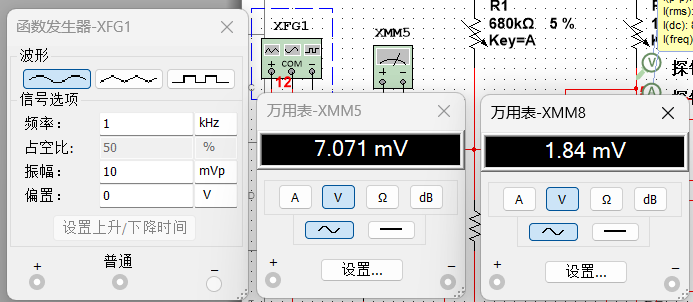 函数发生器-XFG1
波形
信号选项
频率： 1 kHz
占空比: 50 %
振幅： 10 mVp
偏置： 0 V
设置上升/下降时间
+ 普通 −
XFG1
COM
12
XMM5
R1
680kΩ 5 %
Key=A
I(rms):
I(dc): 8
I(freq)
V
A
万用表-XMM5
7.071 mV
A V Ω dB
设置...
+ −
万用表-XMM8
1.84 mV
A V Ω dB
设置...
+ −